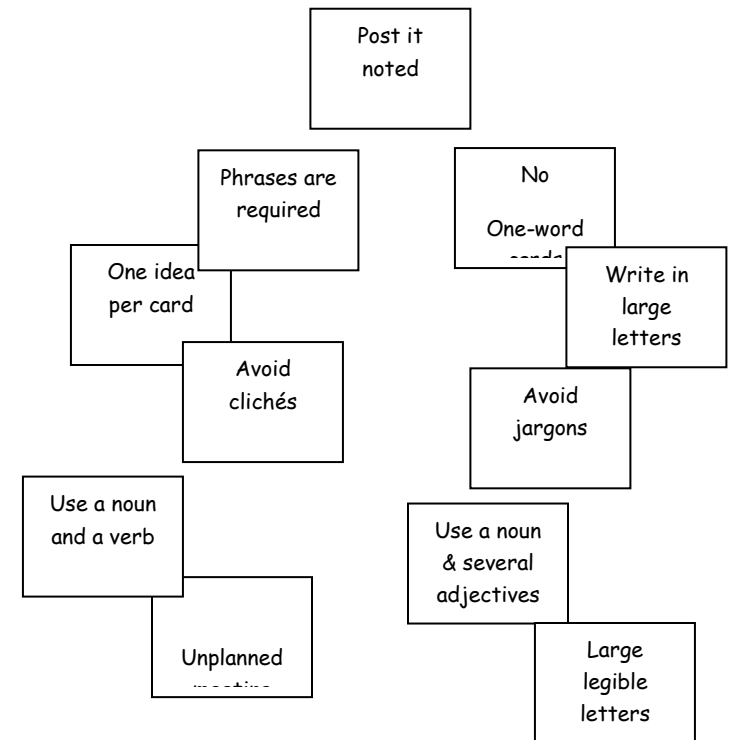 Post it
noted
Phrases are
required
No
One-word
One idea
per card
Write in
large
letters
Avoid
clichés
Avoid
jargons
Use a noun
and a verb
Use a noun
& several
adjectives
Unplanned
Large
legible
letters